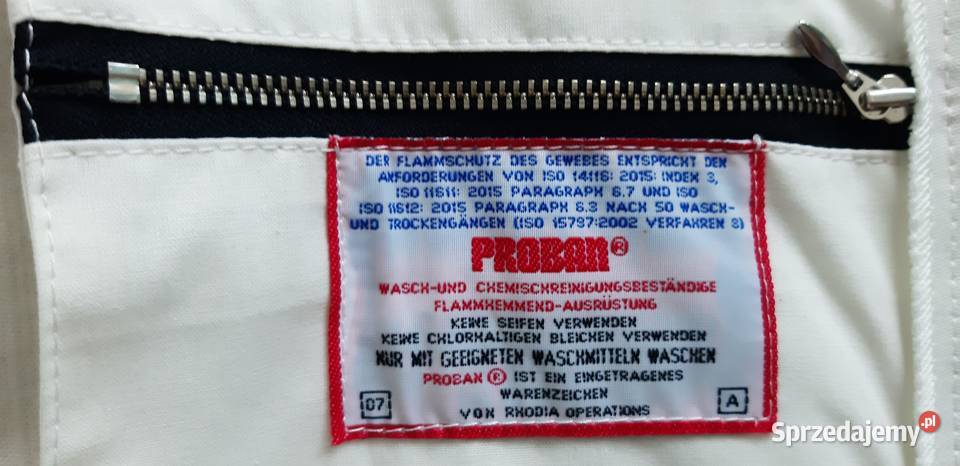 DER FLAMMSCHUTZ DES GEWEBES ENTSPRICHT DEN
ANFORDERUNGEN VON ISO 14116: 2015: INDEX 3,
ISO 11611: 2015 PARAGRAPH 6.7 UND ISO
ISO 11612: 2015 PARAGRAPH 6.3 NACH 50 WASCH-
UND TROCKENGÄNGEN (ISO 15797:2002 VERFAHREN 8)
PROBAN®
WASCH-UND CHEMISCHREINIGUNGSBESTÄNDIGE
FLAMMHEMMEND-AUSRÜSTUNG
KEINE SEIFEN VERWENDEN
KEINE CHLORHALTIGEN BLEICHEN VERWENDEN
NUR MIT GEEIGNETEN WASCHMITTELN WASCHEN
PROBAN ® IST EIN EINGETRAGENES
WARENZEICHEN
07 VON RHODIA OPERATIONS A
Sprzedajemy.pl